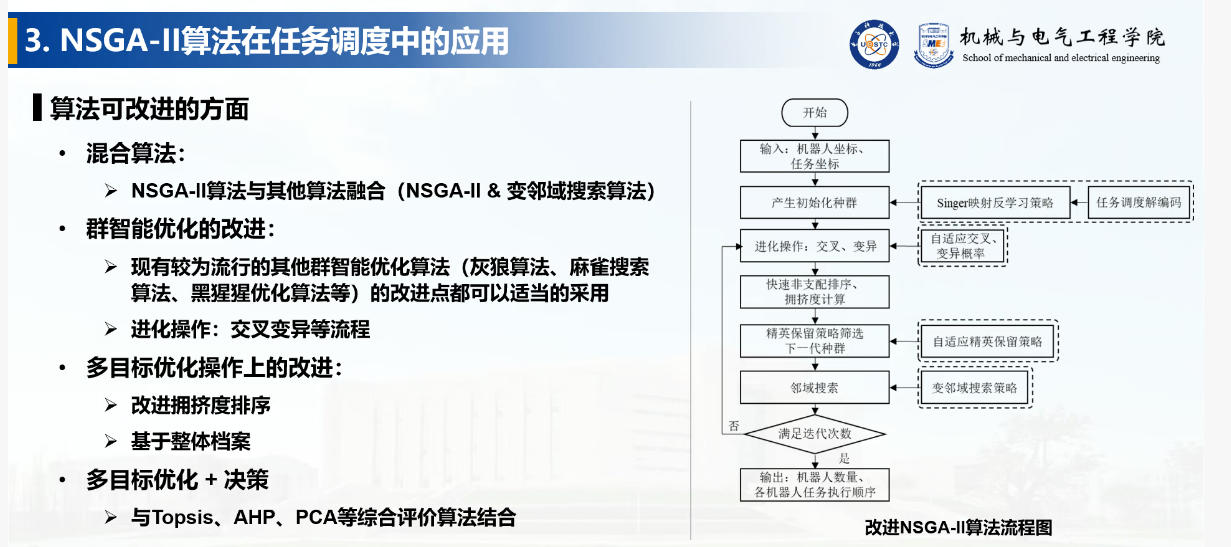 3. NSGA-II算法在任务调度中的应用
机械与电气工程学院
School of mechanical and electrical engineering
算法可改进的方面
• 混合算法：
➢ NSGA-II算法与其他算法融合（NSGA-II & 变邻域搜索算法）
• 群智能优化的改进：
➢ 现有较为流行的其他群智能优化算法（灰狼算法、麻雀搜索
算法、黑猩猩优化算法等）的改进点都可以适当的采用
➢ 进化操作：交叉变异等流程
• 多目标优化操作上的改进：
➢ 改进拥挤度排序
➢ 基于整体档案
• 多目标优化 + 决策
➢ 与Topsis、AHP、PCA等综合评价算法结合
开始
输入：机器人坐标、
任务坐标
产生初始化种群
Singer映射反学习策略
任务调度解编码
进化操作：交叉、变异
自适应交叉、
变异概率
快速非支配排序、
拥挤度计算
精英保留策略筛选
下一代种群
自适应精英保留策略
邻域搜索
变邻域搜索策略
否
满足迭代次数
是
输出：机器人数量、
各机器人任务执行顺序
改进NSGA-II算法流程图